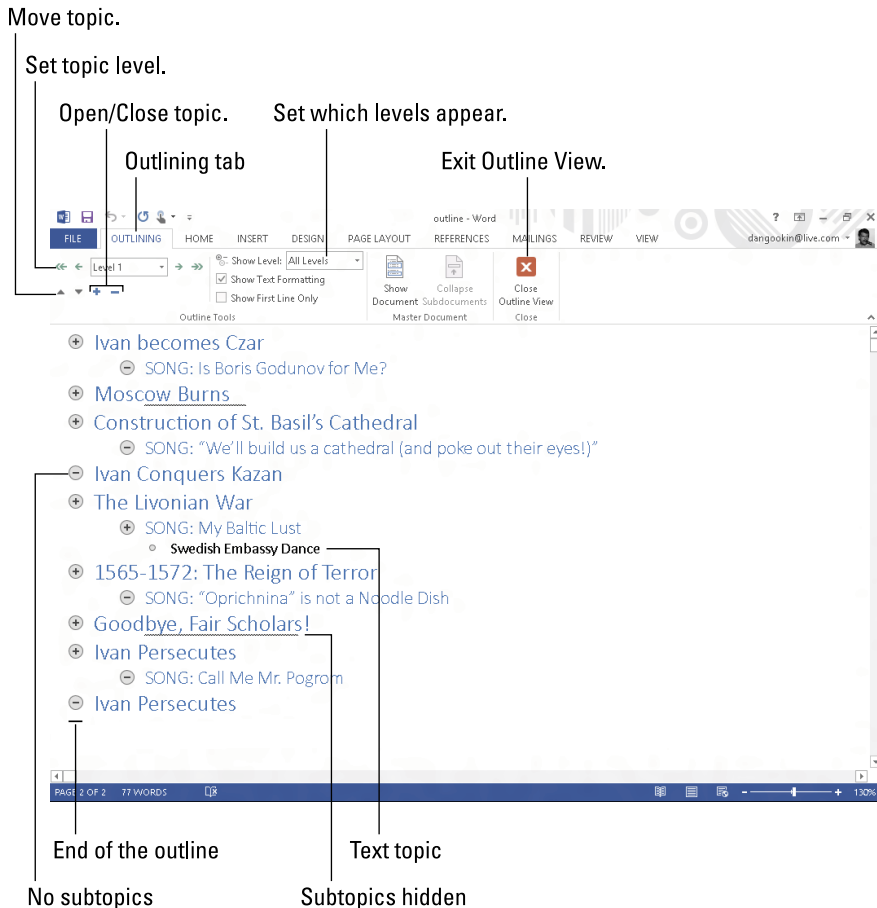 Move topic.
Set topic level.
Open/Close topic. Set which levels appear.
Outlining tab Exit Outline View.
outline - Word
FILE OUTLINING HOME INSERT DESIGN PAGE LAYOUT REFERENCES MAILINGS REVIEW VIEW dangookin@live.com
Level 1 Show Level: All Levels
Show Text Formatting
Show First Line Only
Show Document Collapse Subdocuments Close Outline View
Outline Tools Master Document Close
Ivan becomes Czar
SONG: Is Boris Godunov for Me?
Moscow Burns
Construction of St. Basil's Cathedral
SONG: "We'll build us a cathedral (and poke out their eyes!)"
Ivan Conquers Kazan
The Livonian War
SONG: My Baltic Lust
Swedish Embassy Dance
1565-1572: The Reign of Terror
SONG: "Oprichnina" is not a Noodle Dish
Goodbye, Fair Scholars!
Ivan Persecutes
SONG: Call Me Mr. Pogrom
Ivan Persecutes
PAGE 2 OF 2 77 WORDS 130%
End of the outline Text topic
No subtopics Subtopics hidden